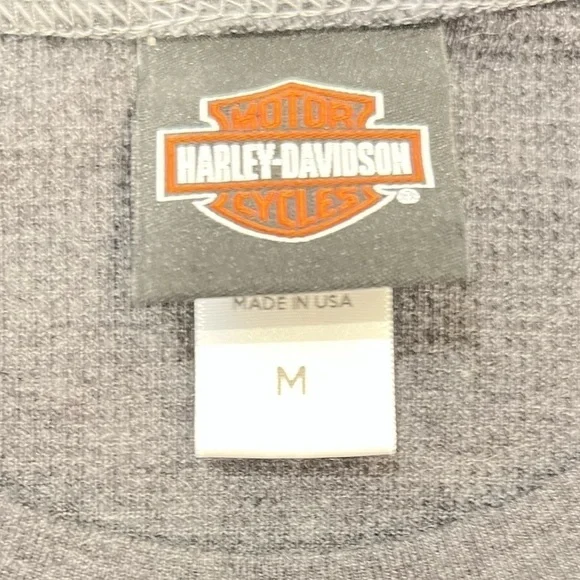 MOTOR
HARLEY-DAVIDSON
CYCLES
®
MADE IN USA
M